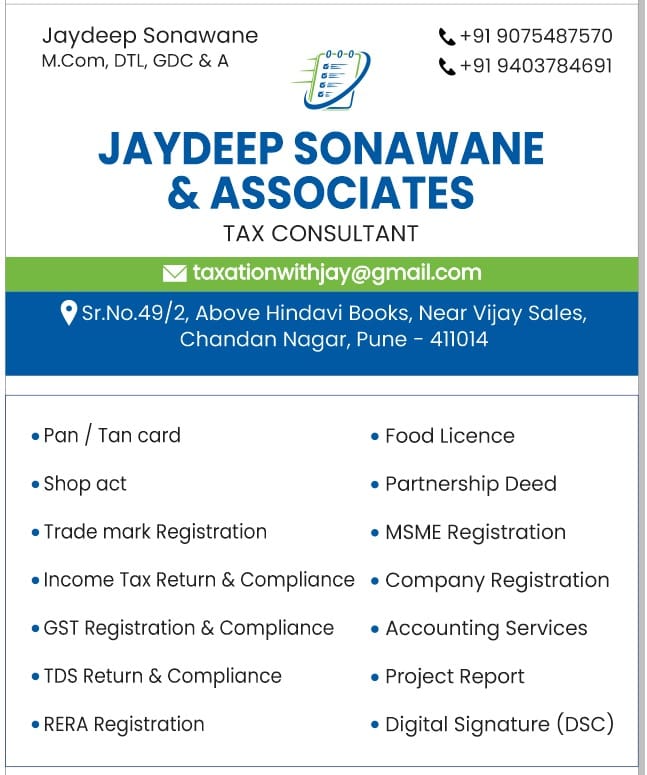 Jaydeep Sonawane
M.Com, DTL, GDC & A
+91 9075487570
+91 9403784691
JAYDEEP SONAWANE
& ASSOCIATES
TAX CONSULTANT
taxationwithjay@gmail.com
Sr.No.49/2, Above Hindavi Books, Near Vijay Sales,
Chandan Nagar, Pune - 411014
• Pan / Tan card
• Shop act
• Trade mark Registration
• Income Tax Return & Compliance
• GST Registration & Compliance
• TDS Return & Compliance
• RERA Registration
• Food Licence
• Partnership Deed
• MSME Registration
• Company Registration
• Accounting Services
• Project Report
• Digital Signature (DSC)